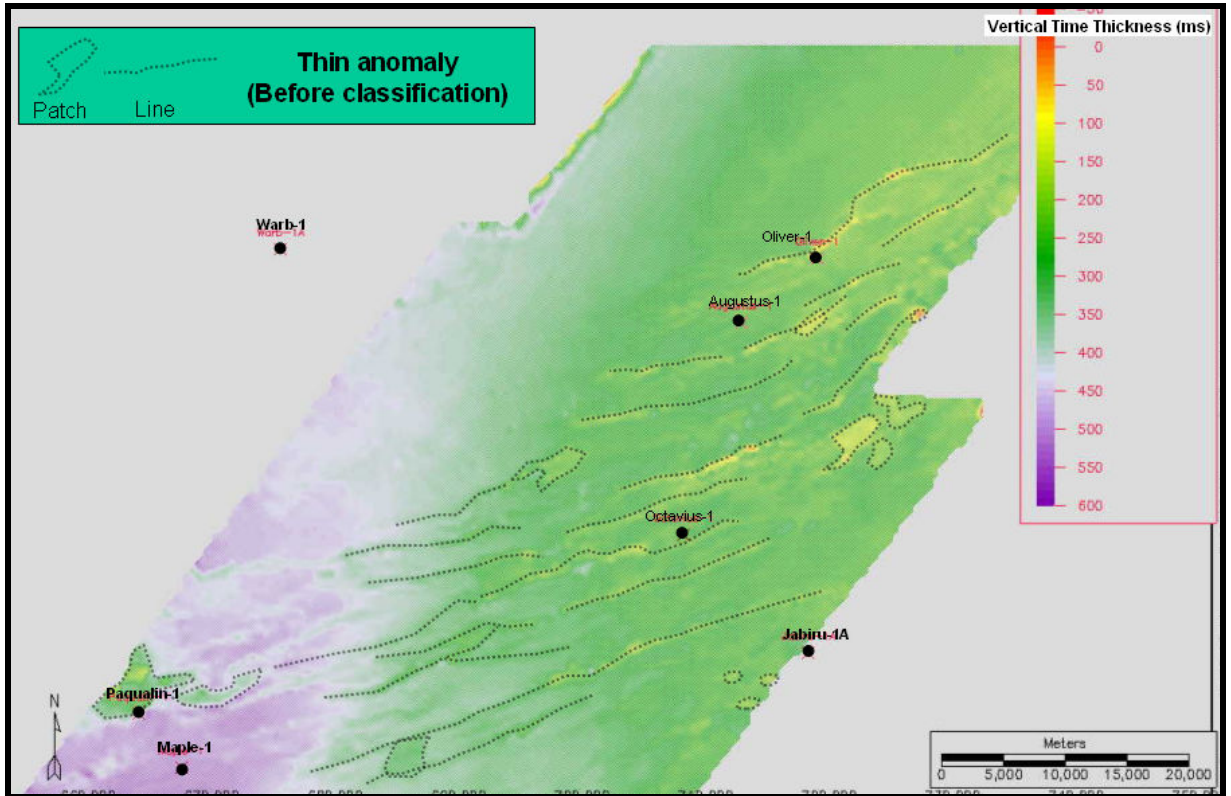 Vertical Time Thickness (ms)
Thin anomaly
(Before classification)
Patch
Line
0
50
100
150
200
250
300
350
400
450
500
550
600
Warb-1
Warb-1A
Oliver-1
Augustus-1
Octavius-1
Jabiru-1A
Paqualin-1
Maple-1
N
Meters
0 5,000 10,000 15,000 20,000